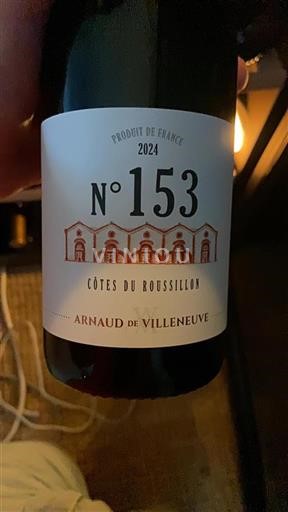 PRODUIT DE FRANCE
2024
N° 153
VINTOU
CÔTES DU ROUSSILLON
ARNAUD DE VILLENEUVE